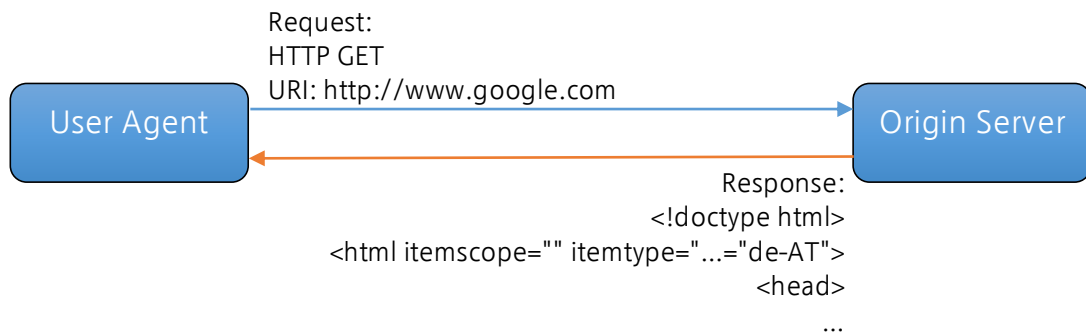 Request:
HTTP GET
URI: http://www.google.com
User Agent
Origin Server
Response:
<!doctype html>
<html itemscope="" itemtype="...="de-AT">
<head>
...